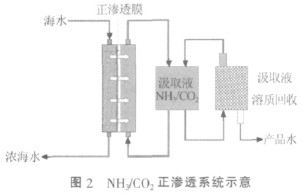 正渗透膜
海水
汲取液
NH₃/CO₂
汲取液
溶质回收
浓海水
产品水
图 2 NH₃/CO₂ 正渗透系统示意